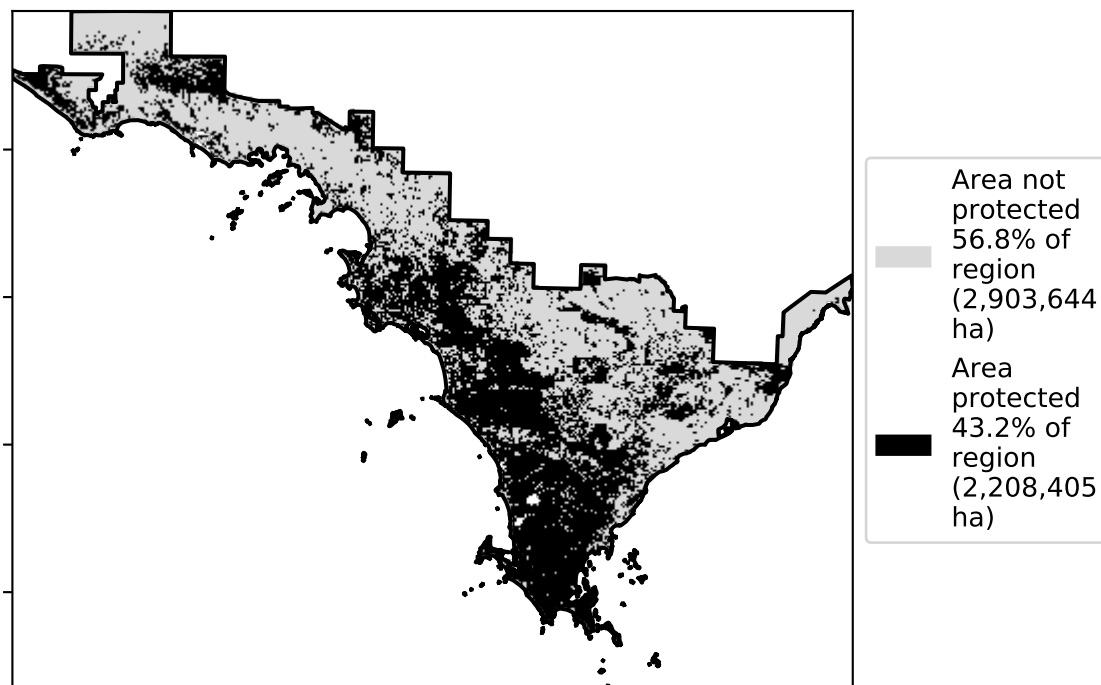 Area not
protected
56.8% of
region
(2,903,644
ha)
Area
protected
43.2% of
region
(2,208,405
ha)